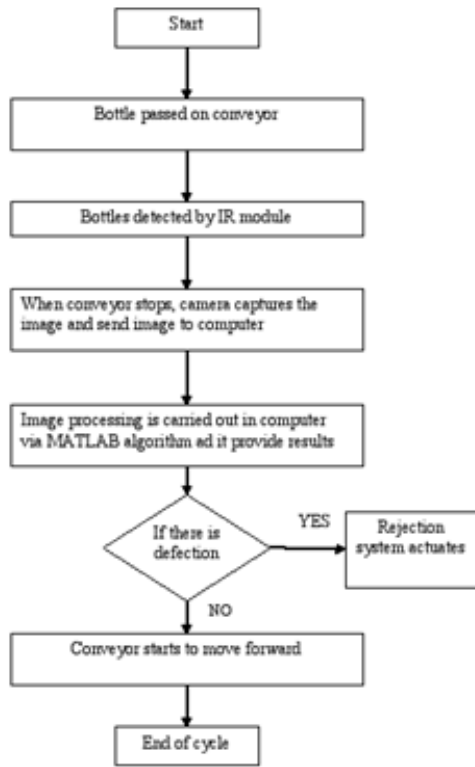 Start
Bottle passed on conveyor
Bottles detected by IR module
When conveyor stops, camera captures the
image and send image to computer
Image processing is carried out in computer
via MATLAB algorithm ad it provide results
If there is
defection
YES
Rejection
system actuates
NO
Conveyor starts to move forward
End of cycle